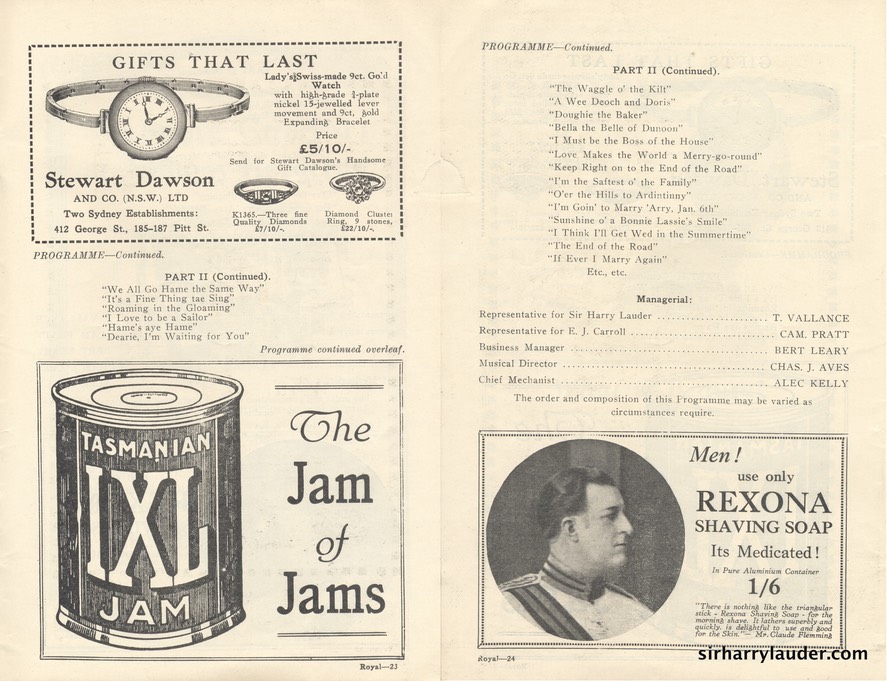 GIFTS THAT LAST
Lady's Swiss-made 9ct. Go'd
Watch
with high-grade ¾-plate
nickel 15-jewelled lever
movement and 9ct, gold
Expanding Bracelet
Price
£5/10/-
Send for Stewart Dawson's Handsome
Gift Catalogue.
Stewart Dawson
AND CO. (N.S.W.) LTD
Two Sydney Establishments:
412 George St., 185-187 Pitt St.
K1365.—Three fine
Quality Diamonds
£7/10/-.
Diamond Cluste:
Ring, 9 stones,
£22/10/-.
PROGRAMME—Continued.
PART II (Continued).
"We All Go Hame the Same Way"
"It's a Fine Thing tae Sing"
"Roaming in the Gloaming"
"I Love to be a Sailor"
"Hame's aye Hame"
"Dearie, I'm Waiting for You"
Programme continued overleaf.
TASMANIAN
IXL
JAM
The
Jam
of
Jams
Royal—23
PROGRAMME—Continued.
PART II (Continued).
"The Waggle o' the Kilt"
"A Wee Deoch and Doris"
"Doughie the Baker"
"Bella the Belle of Dunoon"
"I Must be the Boss of the House"
"Love Makes the World a Merry-go-round"
"Keep Right on to the End of the Road"
"I'm the Saftest o' the Family"
"O'er the Hills to Ardintinny"
"I'm Goin' to Marry 'Arry, Jan. 6th"
"Sunshine o' a Bonnie Lassie's Smile"
"I Think I'll Get Wed in the Summertime"
"The End of the Road"
"If Ever I Marry Again"
Etc., etc.
Managerial:
Representative for Sir Harry Lauder ........................ T. VALLANCE
Representative for E. J. Carroll ........................ CAM. PRATT
Business Manager ........................ BERT LEARY
Musical Director ........................ CHAS. J. AVES
Chief Mechanist ........................ ALEC KELLY
The order and composition of this Programme may be varied as
circumstances require.
Men!
use only
REXONA
SHAVING SOAP
Its Medicated!
In Pure Aluminium Container
1/6
"There is nothing like the triangular
stick - Rexona Shaving Soap - for the
morning shave. It lathers superbly and
quickly, is delightful to use and good
for the Skin."— Mr. Claude Flemming
Royal—24
sirharrylauder.com